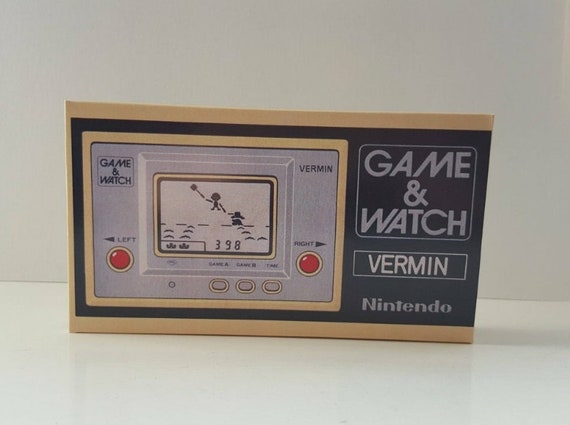 GAME
&
WATCH
VERMIN
◄ LEFT
RIGHT ►
398
GAME A GAME B TIME
GAME
&
WATCH
VERMIN
Nintendo